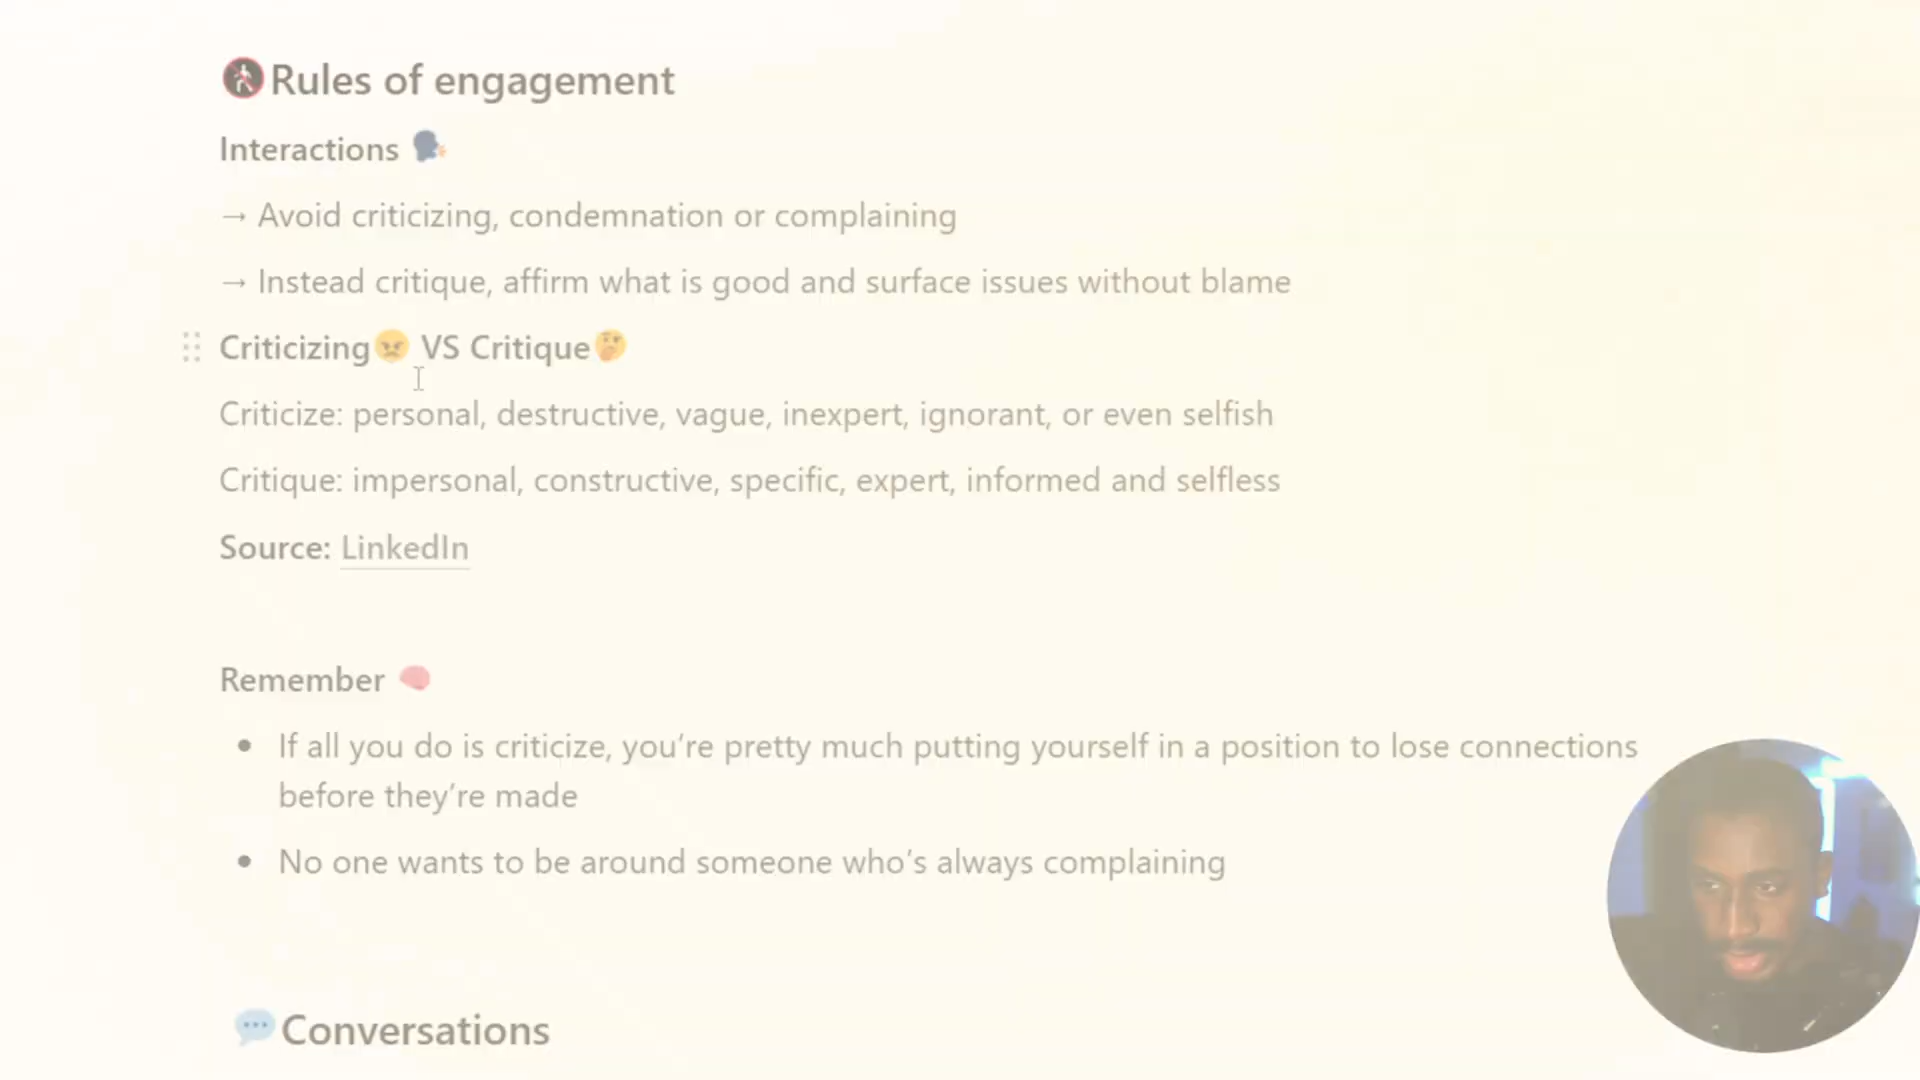 Rules of engagement
Interactions
→ Avoid criticizing, condemnation or complaining
→ Instead critique, affirm what is good and surface issues without blame
Criticizing😠 VS Critique🤔
Criticize: personal, destructive, vague, inexpert, ignorant, or even selfish
Critique: impersonal, constructive, specific, expert, informed and selfless
Source: LinkedIn
Remember
• If all you do is criticize, you’re pretty much putting yourself in a position to lose connections
before they’re made
• No one wants to be around someone who’s always complaining
Conversations